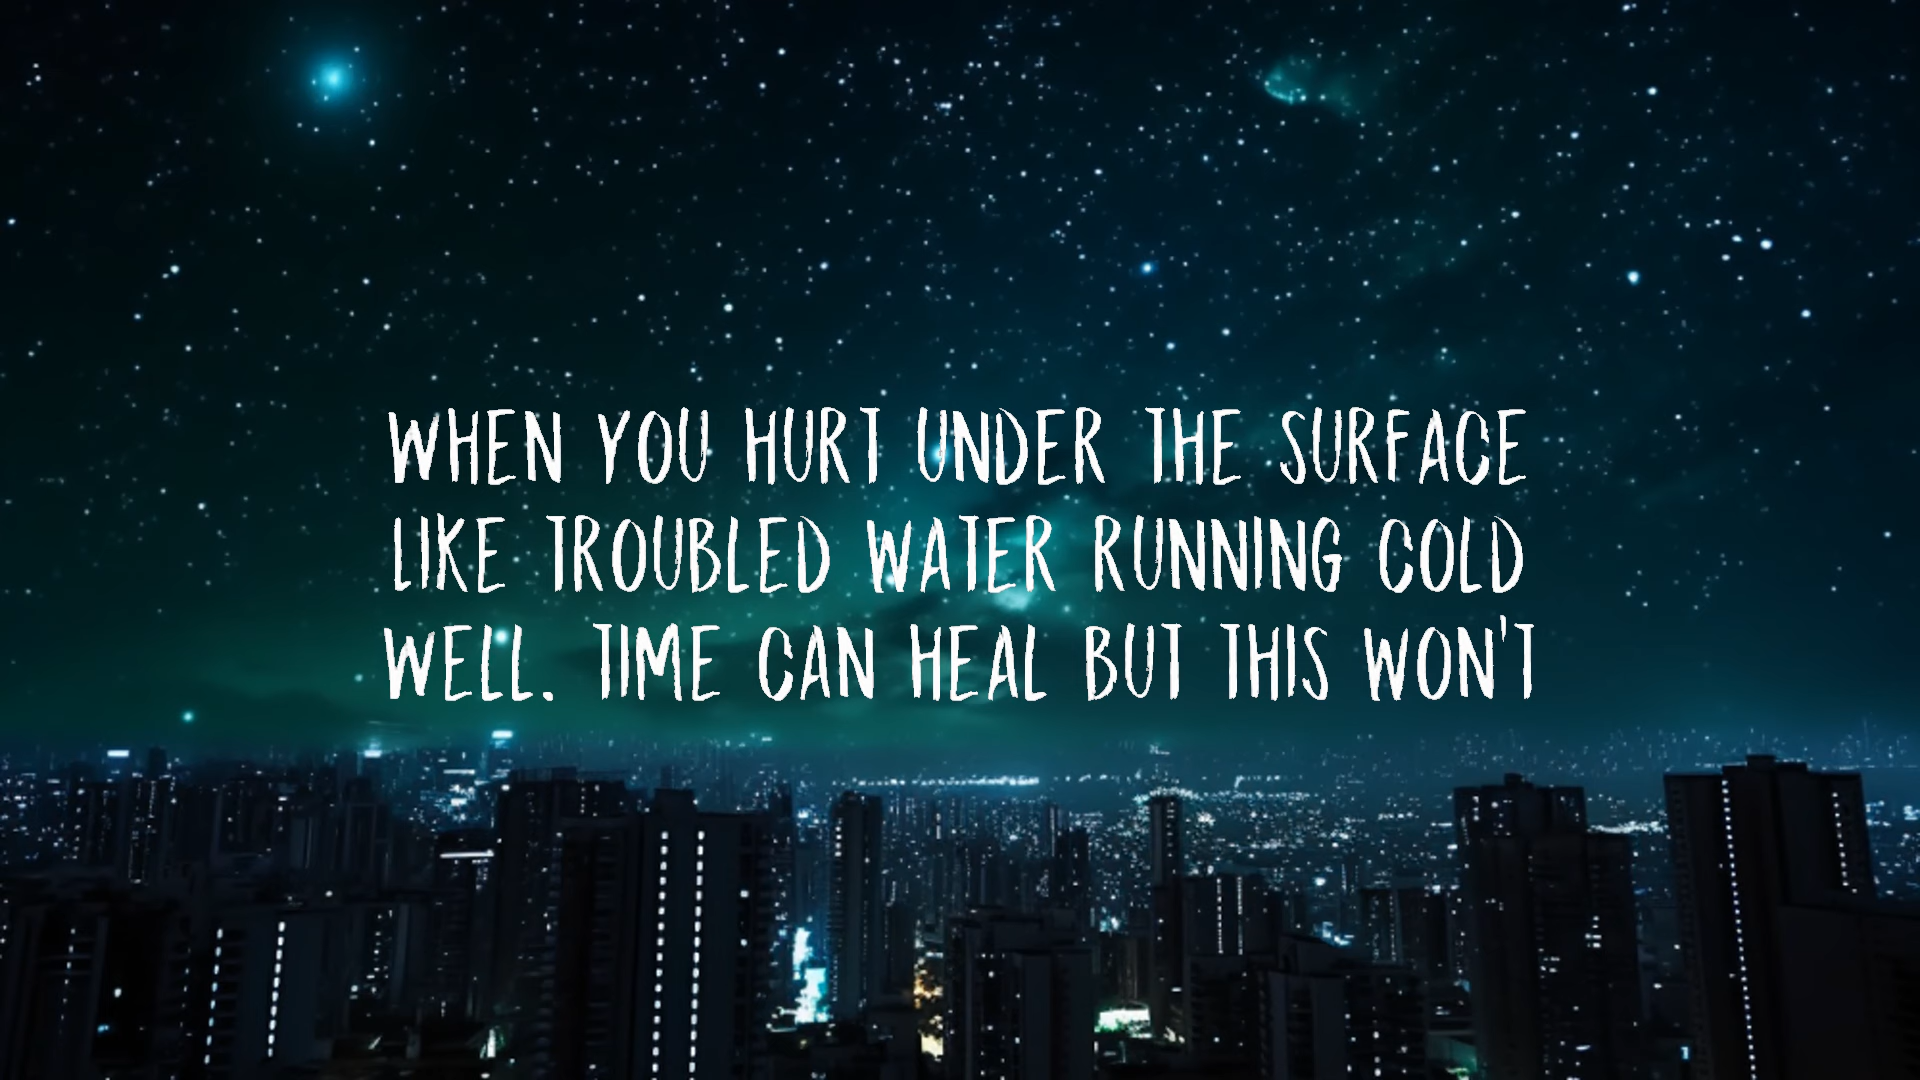 WHEN YOU HURT UNDER THE SURFACE
LIKE TROUBLED WATER RUNNING COLD
WELL. TIME CAN HEAL BUT THIS WON'T